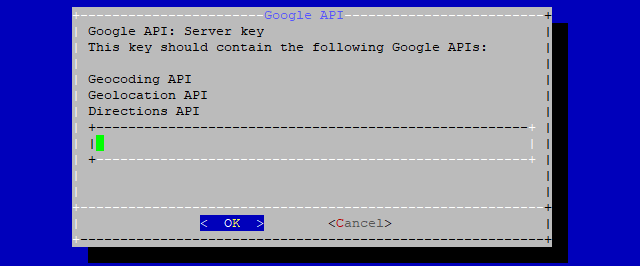 Google API
Google API: Server key
This key should contain the following Google APIs:
Geocoding API
Geolocation API
Directions API
< OK > <Cancel>